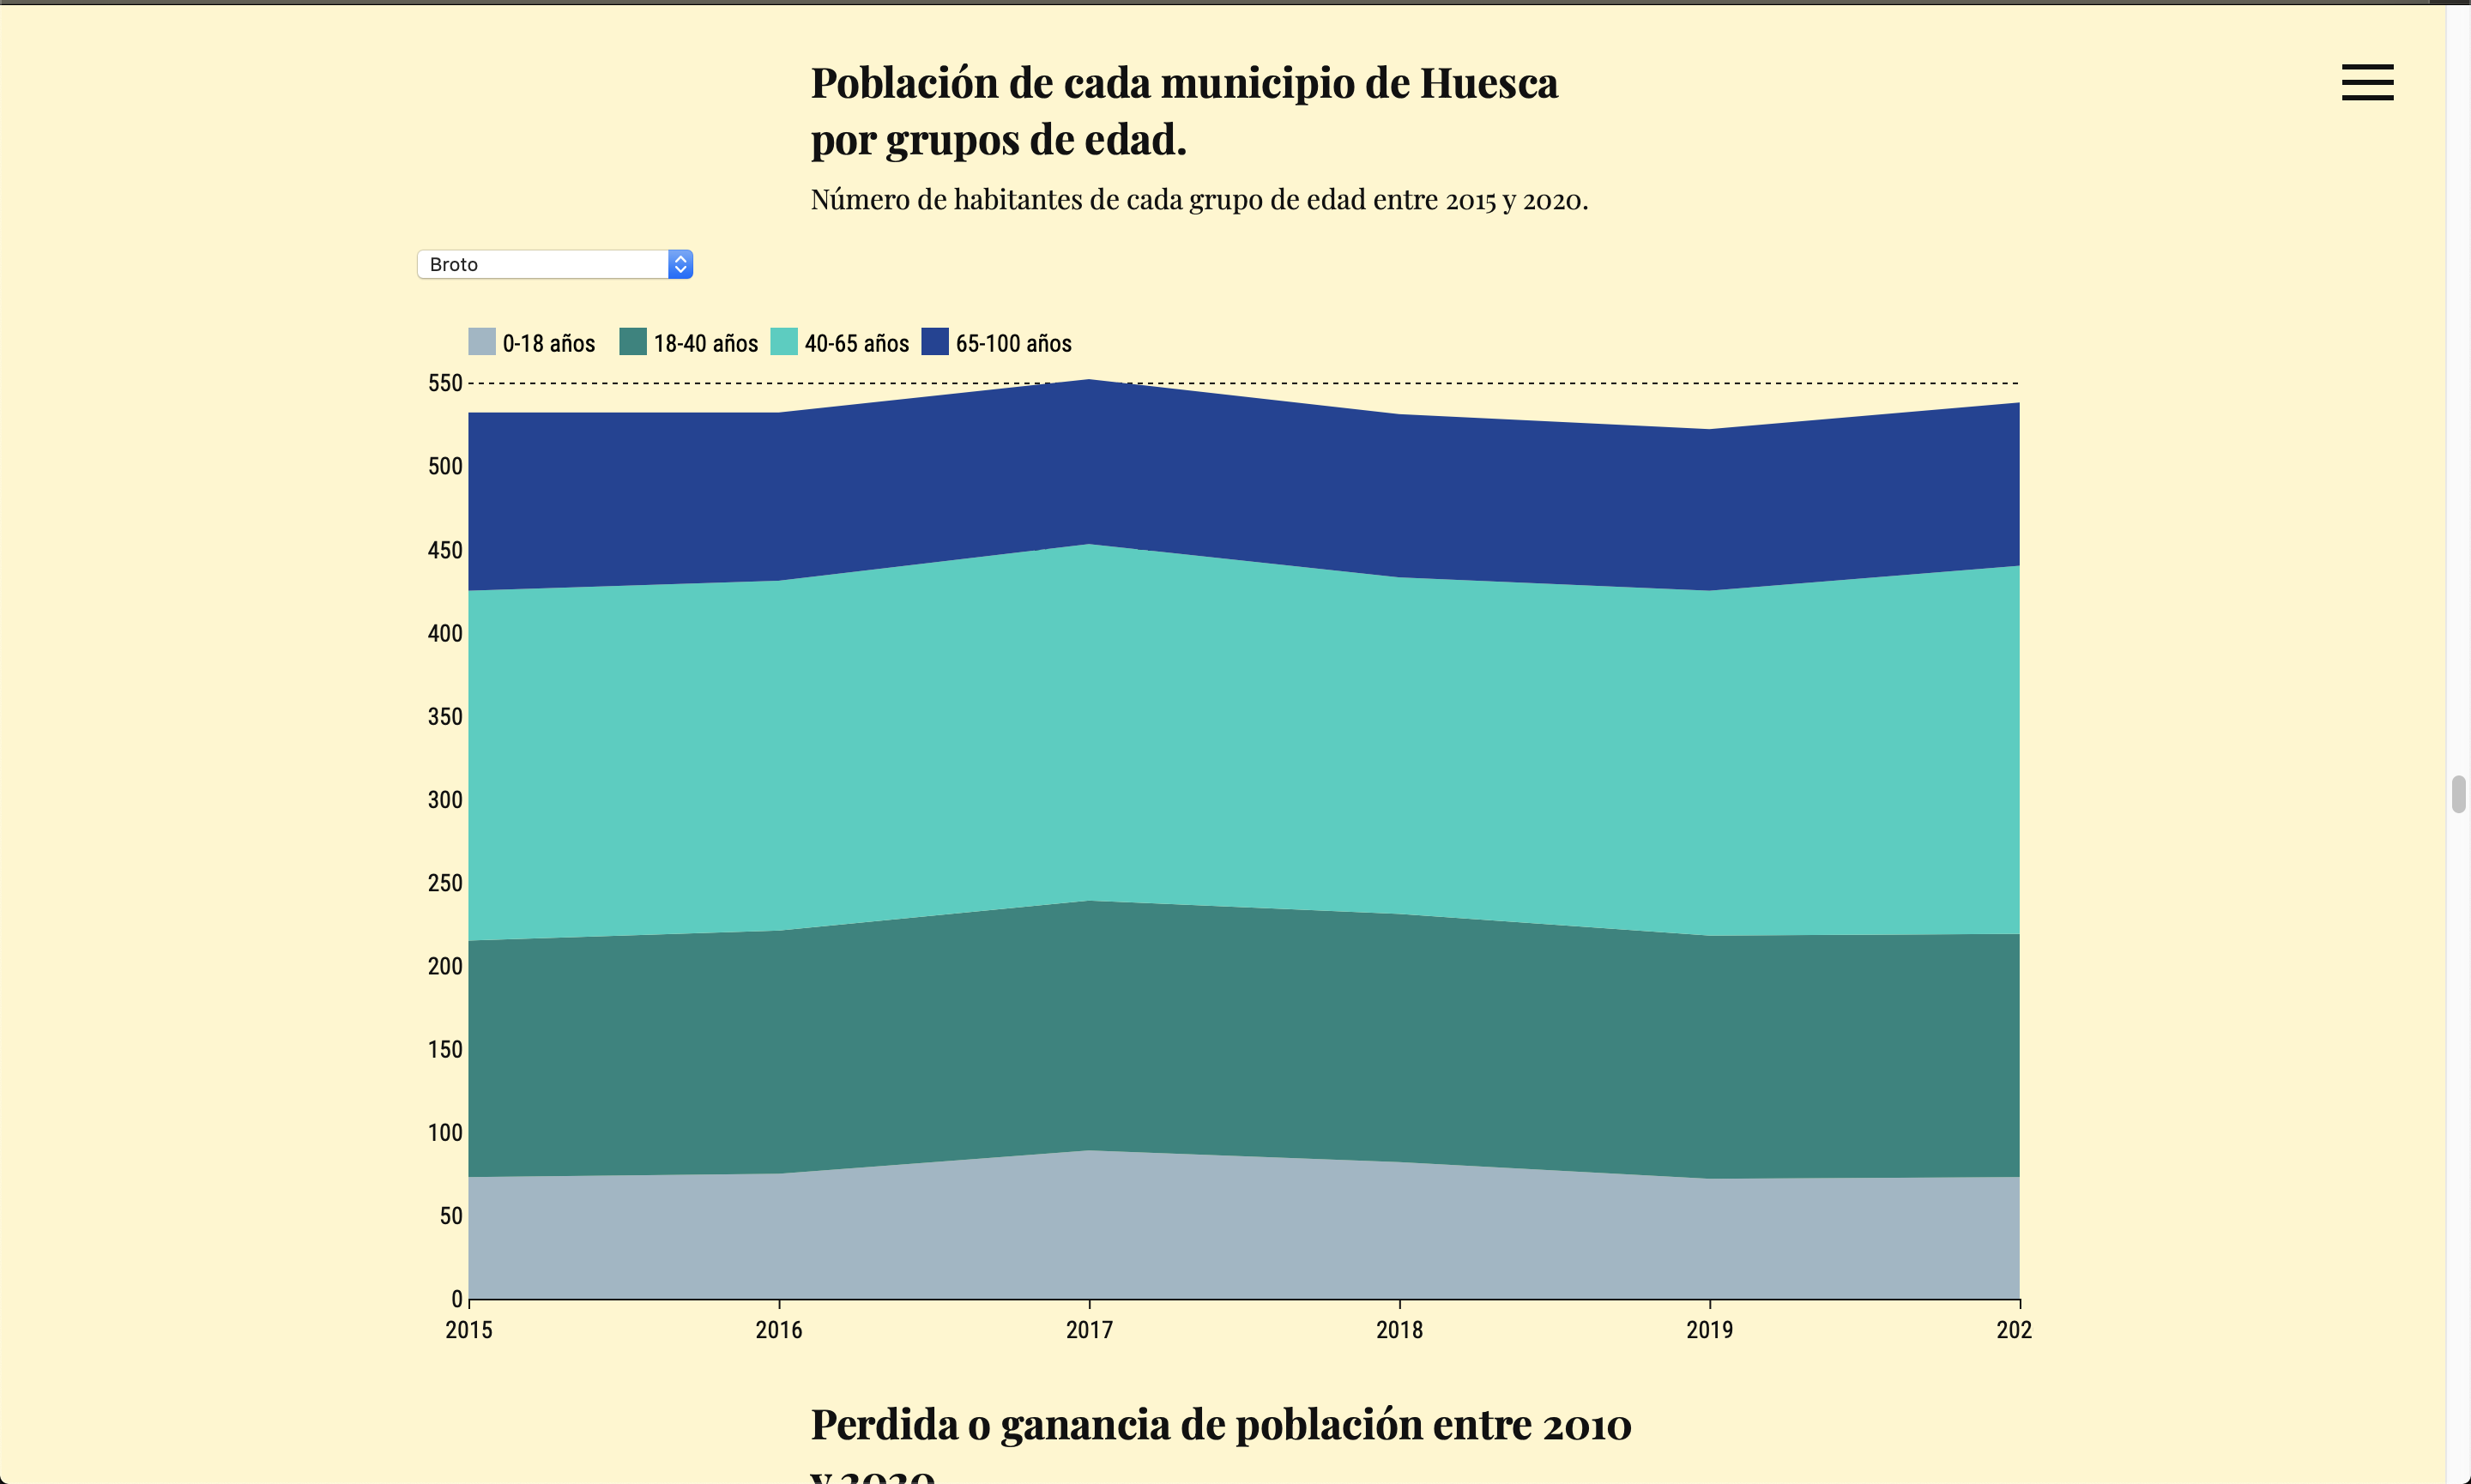 Población de cada municipio de Huesca
por grupos de edad.
Número de habitantes de cada grupo de edad entre 2015 y 2020.
Broto
0-18 años 18-40 años 40-65 años 65-100 años
550
500
450
400
350
300
250
200
150
100
50
0
2015 2016 2017 2018 2019 202
Perdida o ganancia de población entre 2010
y 2020